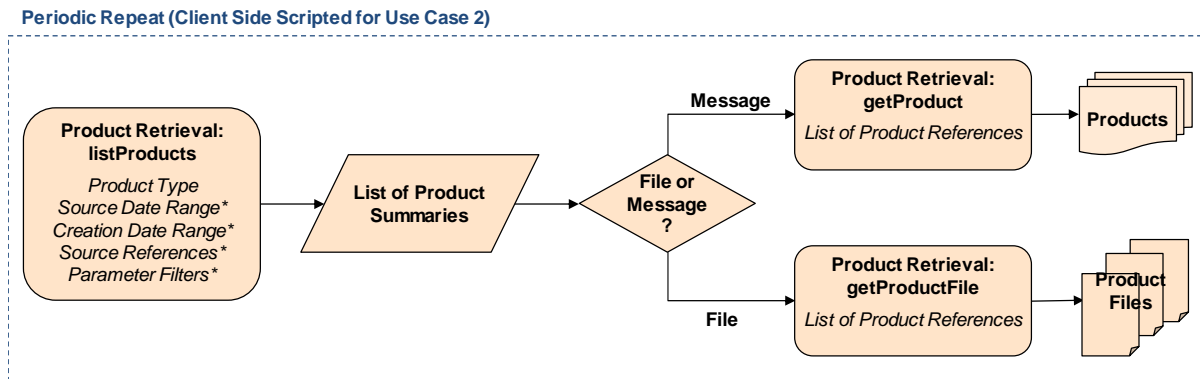 Periodic Repeat (Client Side Scripted for Use Case 2)
Product Retrieval:
listProducts
Product Type
Source Date Range*
Creation Date Range*
Source References*
Parameter Filters*
List of Product
Summaries
File or
Message
?
Message
Product Retrieval:
getProduct
List of Product References
Products
File
Product Retrieval:
getProductFile
List of Product References
Product
Files